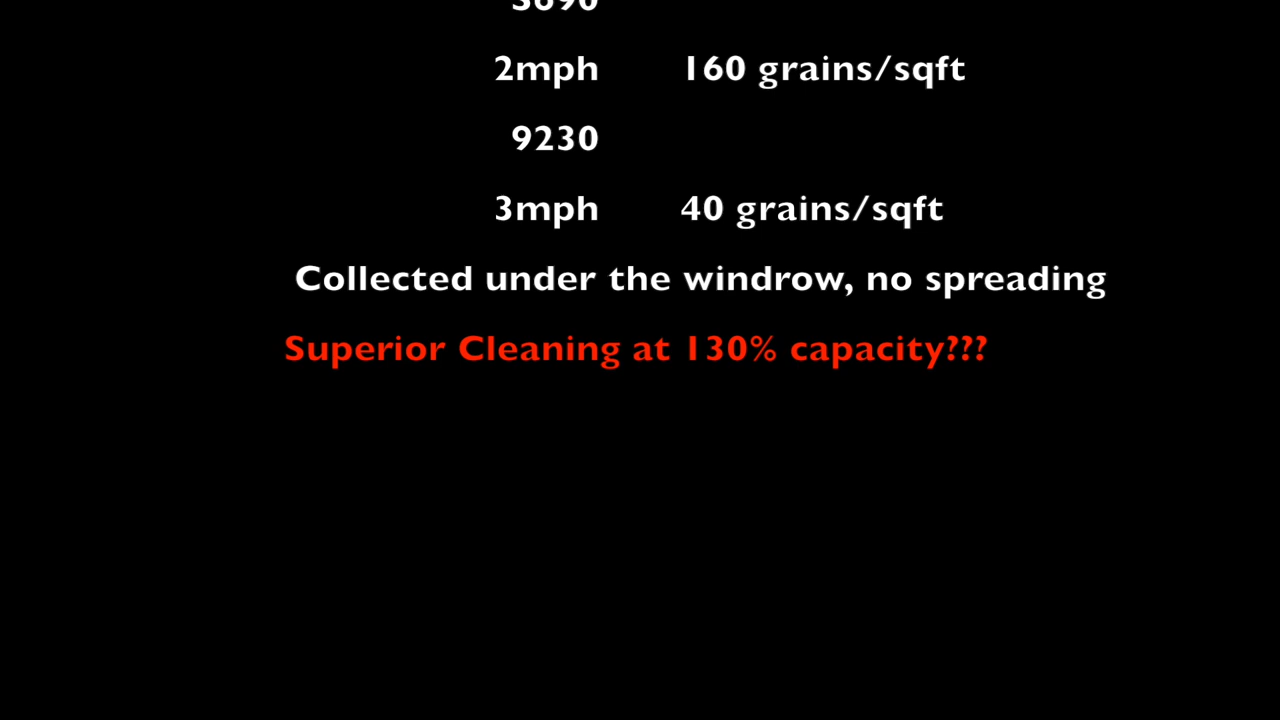 2mph 160 grains/sqft
9230
3mph 40 grains/sqft
Collected under the windrow, no spreading
Superior Cleaning at 130% capacity???